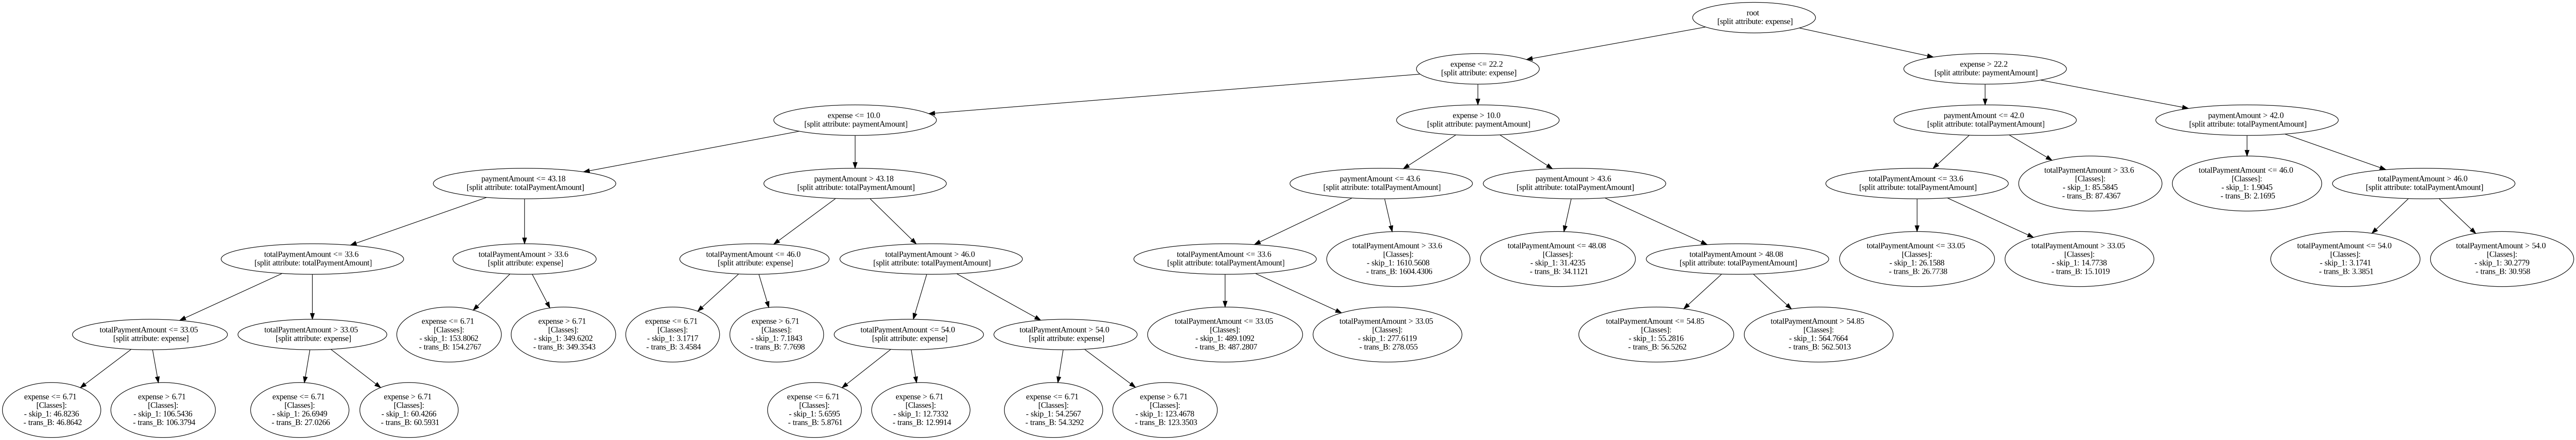 root
[split attribute: expense]
expense <= 22.2
[split attribute: expense]
expense > 22.2
[split attribute: paymentAmount]
expense <= 10.0
[split attribute: paymentAmount]
expense > 10.0
[split attribute: paymentAmount]
paymentAmount <= 42.0
[split attribute: totalPaymentAmount]
paymentAmount > 42.0
[split attribute: totalPaymentAmount]
paymentAmount <= 43.18
[split attribute: totalPaymentAmount]
paymentAmount > 43.18
[split attribute: totalPaymentAmount]
paymentAmount <= 43.6
[split attribute: totalPaymentAmount]
paymentAmount > 43.6
[split attribute: totalPaymentAmount]
totalPaymentAmount <= 33.6
[split attribute: totalPaymentAmount]
totalPaymentAmount > 33.6
[Classes]:
- skip_1: 85.5845
- trans_B: 87.4367
totalPaymentAmount <= 46.0
[Classes]:
- skip_1: 1.9045
- trans_B: 2.1695
totalPaymentAmount > 46.0
[split attribute: totalPaymentAmount]
totalPaymentAmount <= 33.6
[split attribute: totalPaymentAmount]
totalPaymentAmount > 33.6
[split attribute: expense]
totalPaymentAmount <= 46.0
[split attribute: expense]
totalPaymentAmount > 46.0
[split attribute: totalPaymentAmount]
totalPaymentAmount <= 33.6
[split attribute: totalPaymentAmount]
totalPaymentAmount > 33.6
[Classes]:
- skip_1: 1610.5608
- trans_B: 1604.4306
totalPaymentAmount <= 48.08
[Classes]:
- skip_1: 31.4235
- trans_B: 34.1121
totalPaymentAmount > 48.08
[split attribute: totalPaymentAmount]
totalPaymentAmount <= 33.05
[Classes]:
- skip_1: 26.1588
- trans_B: 26.7738
totalPaymentAmount > 33.05
[Classes]:
- skip_1: 14.7738
- trans_B: 15.1019
totalPaymentAmount <= 54.0
[Classes]:
- skip_1: 3.1741
- trans_B: 3.3851
totalPaymentAmount > 54.0
[Classes]:
- skip_1: 30.2779
- trans_B: 30.958
totalPaymentAmount <= 33.05
[split attribute: expense]
totalPaymentAmount > 33.05
[split attribute: expense]
expense <= 6.71
[Classes]:
- skip_1: 153.8062
- trans_B: 154.2767
expense > 6.71
[Classes]:
- skip_1: 349.6202
- trans_B: 349.3543
expense <= 6.71
[Classes]:
- skip_1: 3.1717
- trans_B: 3.4584
expense > 6.71
[Classes]:
- skip_1: 7.1843
- trans_B: 7.7698
totalPaymentAmount <= 54.0
[split attribute: expense]
totalPaymentAmount > 54.0
[split attribute: expense]
totalPaymentAmount <= 33.05
[Classes]:
- skip_1: 489.1092
- trans_B: 487.2807
totalPaymentAmount > 33.05
[Classes]:
- skip_1: 277.6119
- trans_B: 278.055
totalPaymentAmount <= 54.85
[Classes]:
- skip_1: 55.2816
- trans_B: 56.5262
totalPaymentAmount > 54.85
[Classes]:
- skip_1: 564.7664
- trans_B: 562.5013
expense <= 6.71
[Classes]:
- skip_1: 46.8236
- trans_B: 46.8642
expense > 6.71
[Classes]:
- skip_1: 106.5436
- trans_B: 106.3794
expense <= 6.71
[Classes]:
- skip_1: 26.6949
- trans_B: 27.0266
expense > 6.71
[Classes]:
- skip_1: 60.4266
- trans_B: 60.5931
expense <= 6.71
[Classes]:
- skip_1: 5.6595
- trans_B: 5.8761
expense > 6.71
[Classes]:
- skip_1: 12.7332
- trans_B: 12.9914
expense <= 6.71
[Classes]:
- skip_1: 54.2567
- trans_B: 54.3292
expense > 6.71
[Classes]:
- skip_1: 123.4678
- trans_B: 123.3503